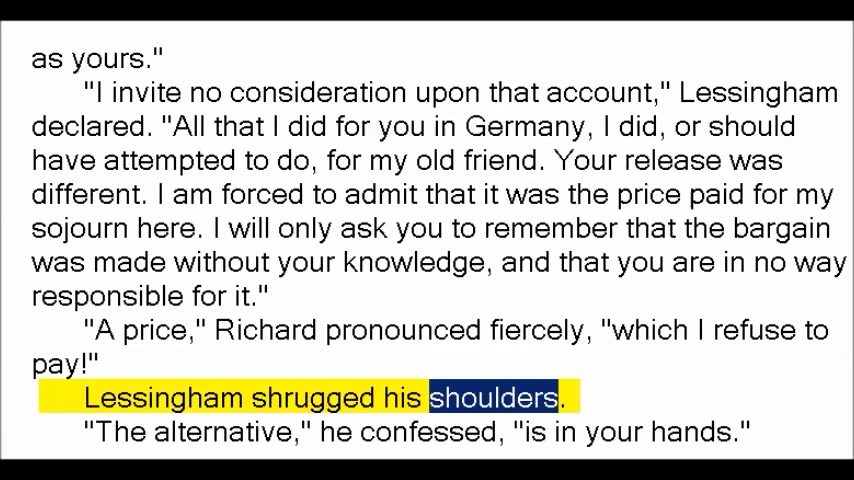 as yours."
"I invite no consideration upon that account," Lessingham
declared. "All that I did for you in Germany, I did, or should
have attempted to do, for my old friend. Your release was
different. I am forced to admit that it was the price paid for my
sojourn here. I will only ask you to remember that the bargain
was made without your knowledge, and that you are in no way
responsible for it."
"A price," Richard pronounced fiercely, "which I refuse to
pay!"
Lessingham shrugged his shoulders.
"The alternative," he confessed, "is in your hands."